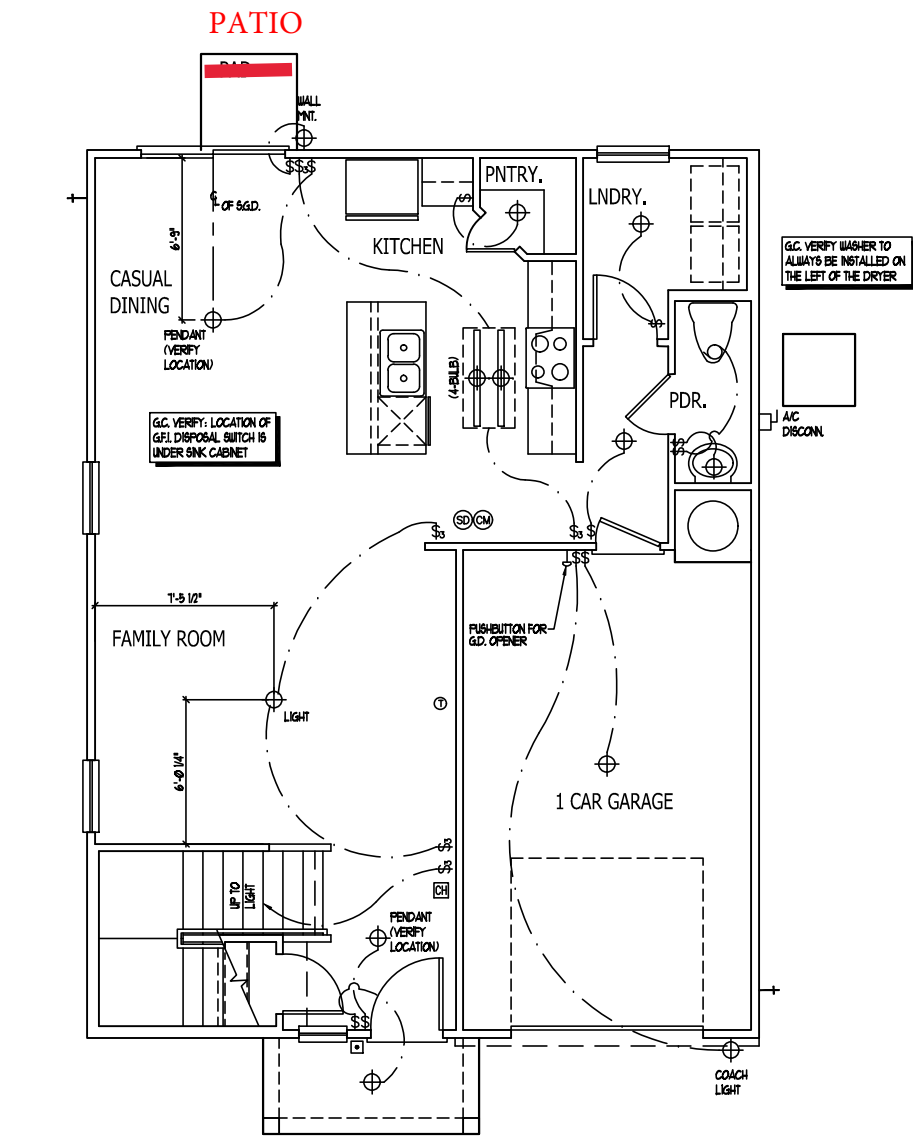 PATIO
WALL
MNT.
$$3$
PNTRY.
LNDRY.
℄ OF S.G.D.
KITCHEN
6'-9"
G.C. VERIFY WASHER TO
ALWAYS BE INSTALLED ON
THE LEFT OF THE DRYER
CASUAL
DINING
PENDANT
(VERIFY
LOCATION)
(4-BULB)
PDR.
A/C
DISCONN.
G.C. VERIFY: LOCATION OF
G.F.I. DISPOSAL SWITCH IS
UNDER SINK CABINET
SD CM
$3
$3 $
$$
7'-5 1/2"
PUSHBUTTON FOR
G.D. OPENER
FAMILY ROOM
T
LIGHT
6'-0 1/4"
1 CAR GARAGE
$3
$3
CH
UP TO
LIGHT
PENDANT
(VERIFY
LOCATION)
$$
COACH
LIGHT